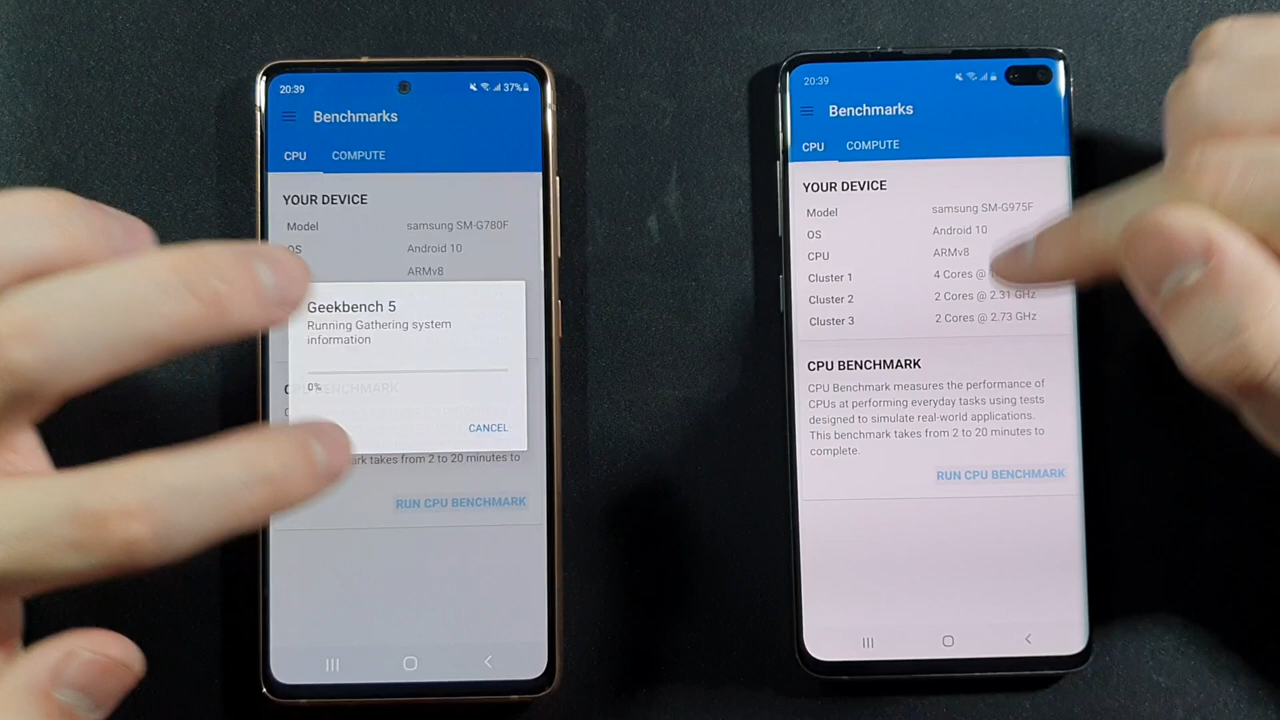 20:39
37%
Benchmarks
CPU
COMPUTE
YOUR DEVICE
Model
samsung SM-G780F
OS
Android 10
ARMv8
Geekbench 5
Running Gathering system
information
0%
BENCHMARK
CANCEL
takes from 2 to 20 minutes to
RUN CPU BENCHMARK
20:39
Benchmarks
CPU
COMPUTE
YOUR DEVICE
Model
samsung SM-G975F
OS
Android 10
CPU
ARMv8
Cluster 1
4 Cores @
Cluster 2
2 Cores @ 2.31 GHz
Cluster 3
2 Cores @ 2.73 GHz
CPU BENCHMARK
CPU Benchmark measures the performance of
CPUs at performing everyday tasks using tests
designed to simulate real-world applications.
This benchmark takes from 2 to 20 minutes to
complete.
RUN CPU BENCHMARK